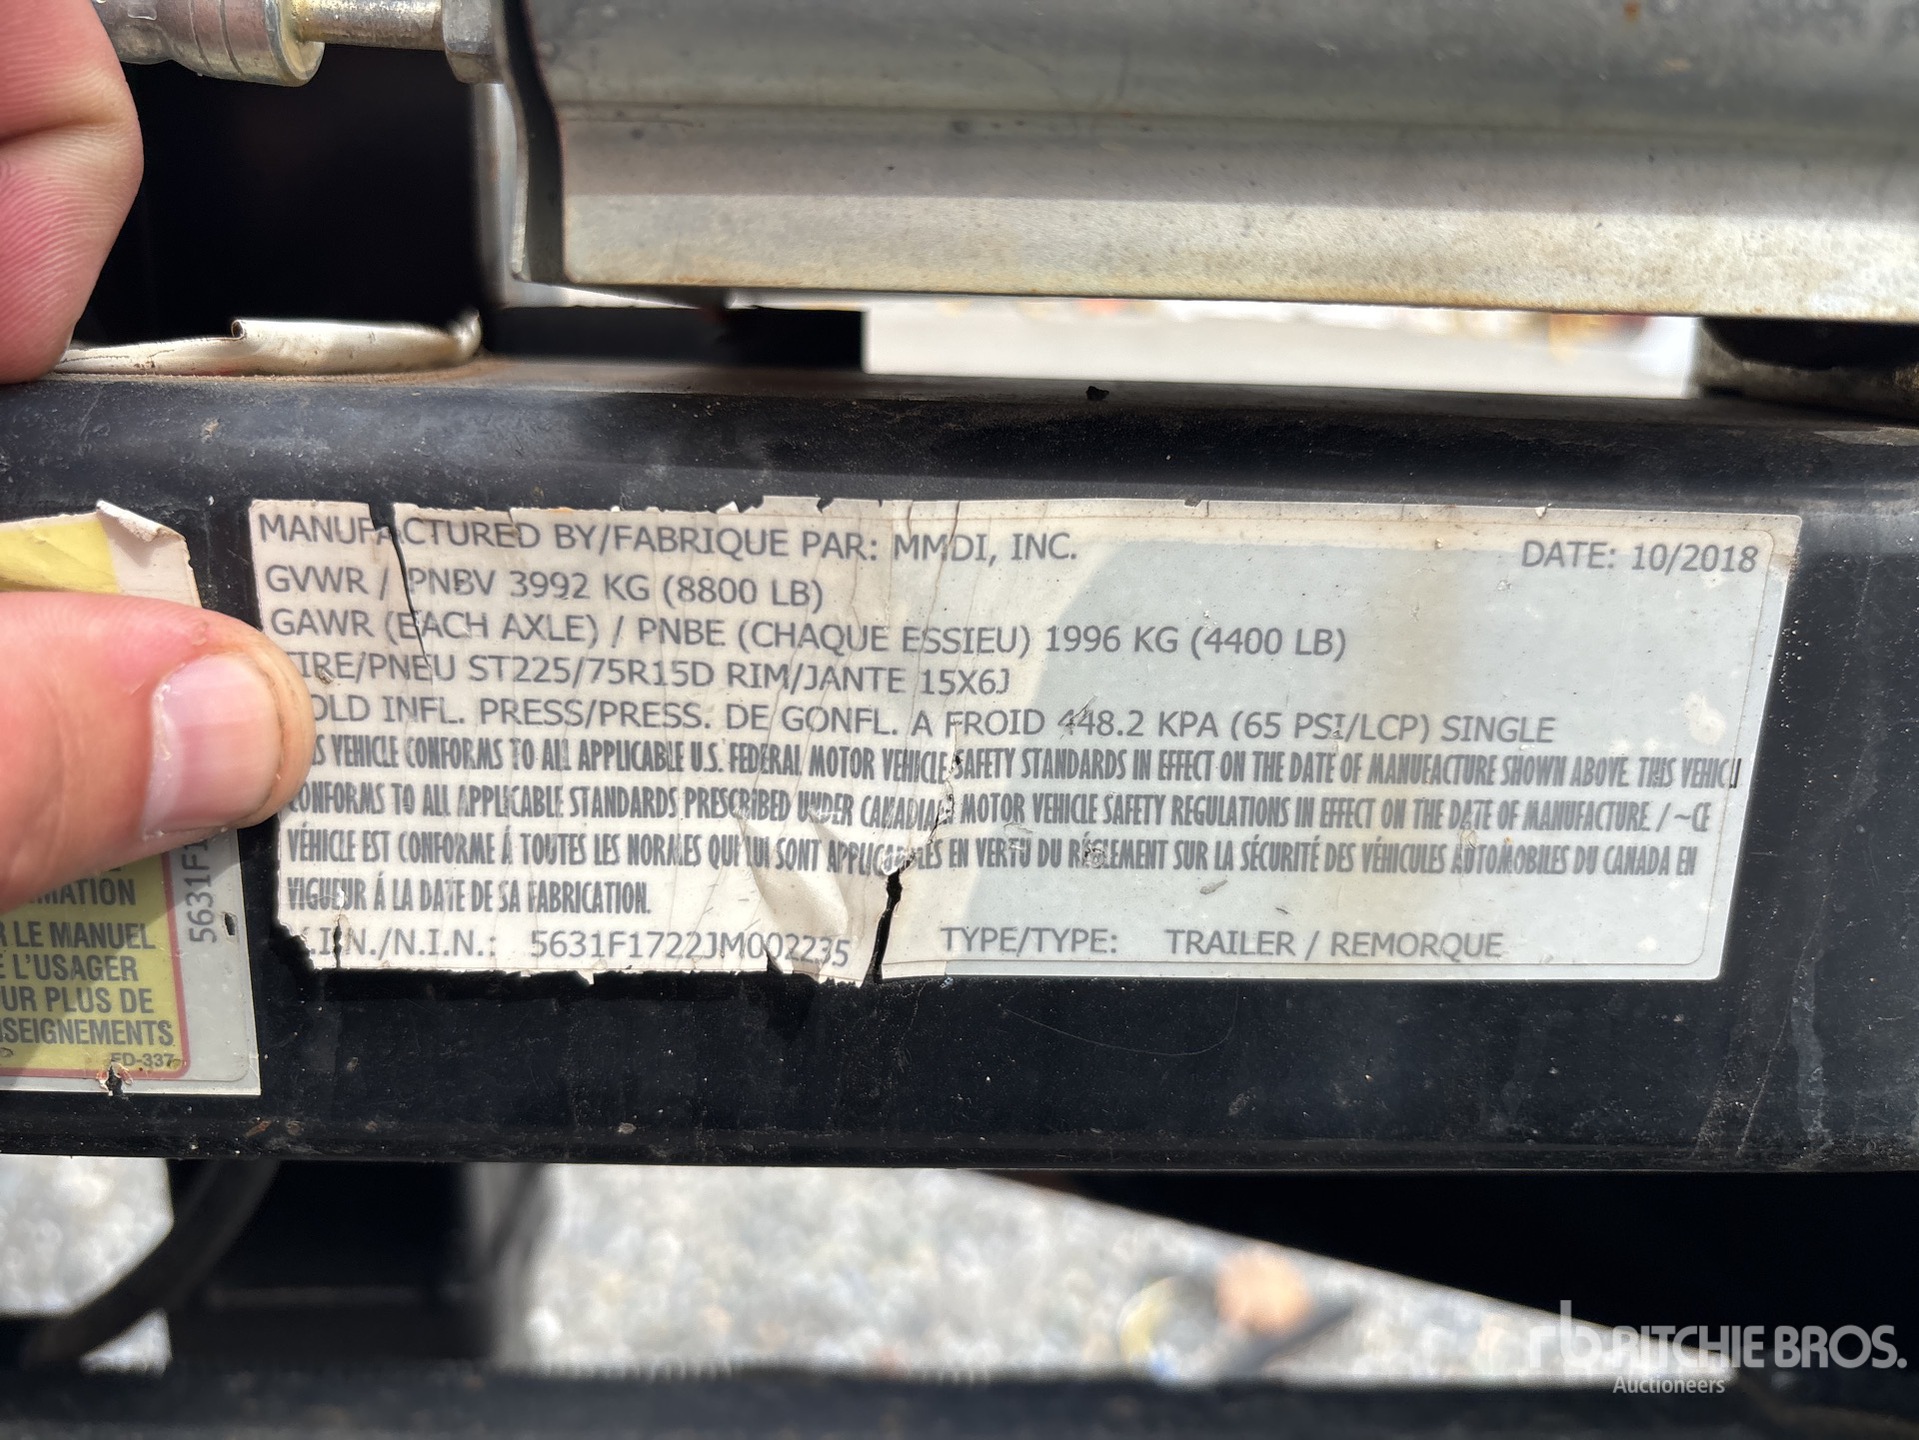 MANUFACTURED BY/FABRIQUE PAR: MMDI, INC. DATE: 10/2018
GVWR / PNBV 3992 KG (8800 LB)
GAWR (EACH AXLE) / PNBE (CHAQUE ESSIEU) 1996 KG (4400 LB)
TIRE/PNEU ST225/75R15D RIM/JANTE 15X6J
OLD INFL. PRESS/PRESS. DE GONFL. A FROID 448.2 KPA (65 PSI/LCP) SINGLE
S VEHICLE CONFORMS TO ALL APPLICABLE U.S. FEDERAL MOTOR VEHICLE SAFETY STANDARDS IN EFFECT ON THE DATE OF MANUFACTURE SHOWN ABOVE. THIS VEHICL
CONFORMS TO ALL APPLICABLE STANDARDS PRESCRIBED UNDER CANADIAN MOTOR VEHICLE SAFETY REGULATIONS IN EFFECT ON THE DATE OF MANUFACTURE. / ~CE
VÉHICLE EST CONFORME Á TOUTES LES NORMES QUI LUI SONT APPLICABLES EN VERTU DU RÉGLEMENT SUR LA SÉCURITÉ DES VÉHICULES AUTOMOBILES DU CANADA EN
VIGUEUR Á LA DATE DE SA FABRICATION.
V.I.N./N.I.N.: 5631F1722JM002235 TYPE/TYPE: TRAILER / REMORQUE
5631F1
MATION
R LE MANUEL
E L'USAGER
UR PLUS DE
NSEIGNEMENTS
FD-337
rb RITCHIE BROS.
Auctioneers